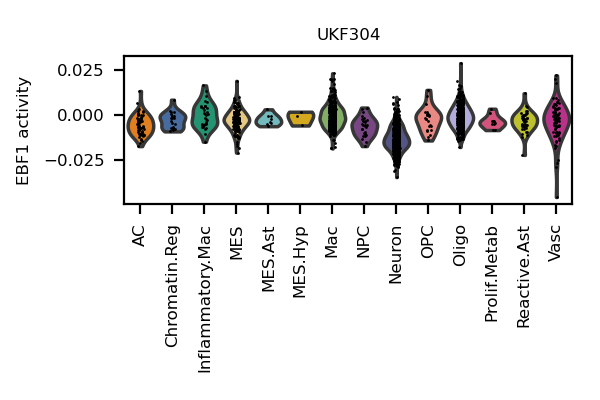 UKF304
EBF1 activity
0.025
0.000
−0.025
AC
Chromatin.Reg
Inflammatory.Mac
MES
MES.Ast
MES.Hyp
Mac
NPC
Neuron
OPC
Oligo
Prolif.Metab
Reactive.Ast
Vasc